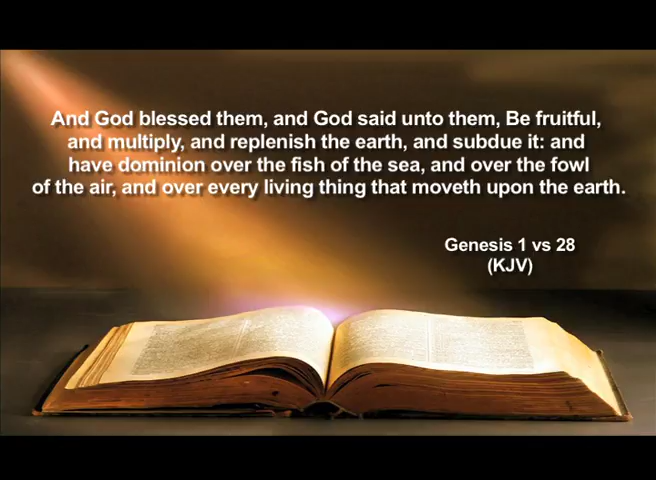 And God blessed them, and God said unto them, Be fruitful,
and multiply, and replenish the earth, and subdue it: and
have dominion over the fish of the sea, and over the fowl
of the air, and over every living thing that moveth upon the earth.
Genesis 1 vs 28
(KJV)